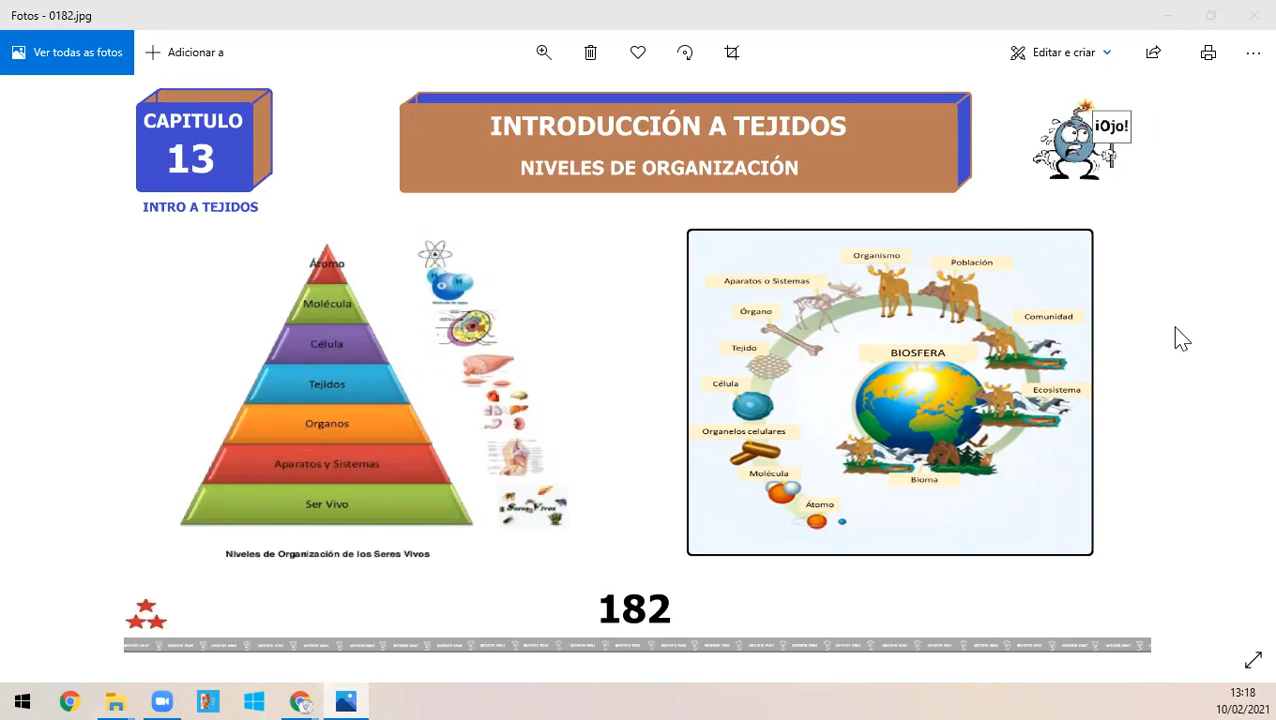 Fotos - 0182.jpg
Ver todas as fotos
Adicionar a
Editar e criar
CAPITULO
13
INTRO A TEJIDOS
INTRODUCCIÓN A TEJIDOS
NIVELES DE ORGANIZACIÓN
¡Ojo!
Átomo
Molécula
Célula
Tejidos
Organos
Aparatos y Sistemas
Ser Vivo
Niveles de Organización de los Seres Vivos
Organismo
Población
Aparatos o Sistemas
Órgano
Comunidad
Tejido
BIOSFERA
Célula
Ecosistema
Organelos celulares
Molécula
Bioma
Átomo
182
13:18
10/02/2021